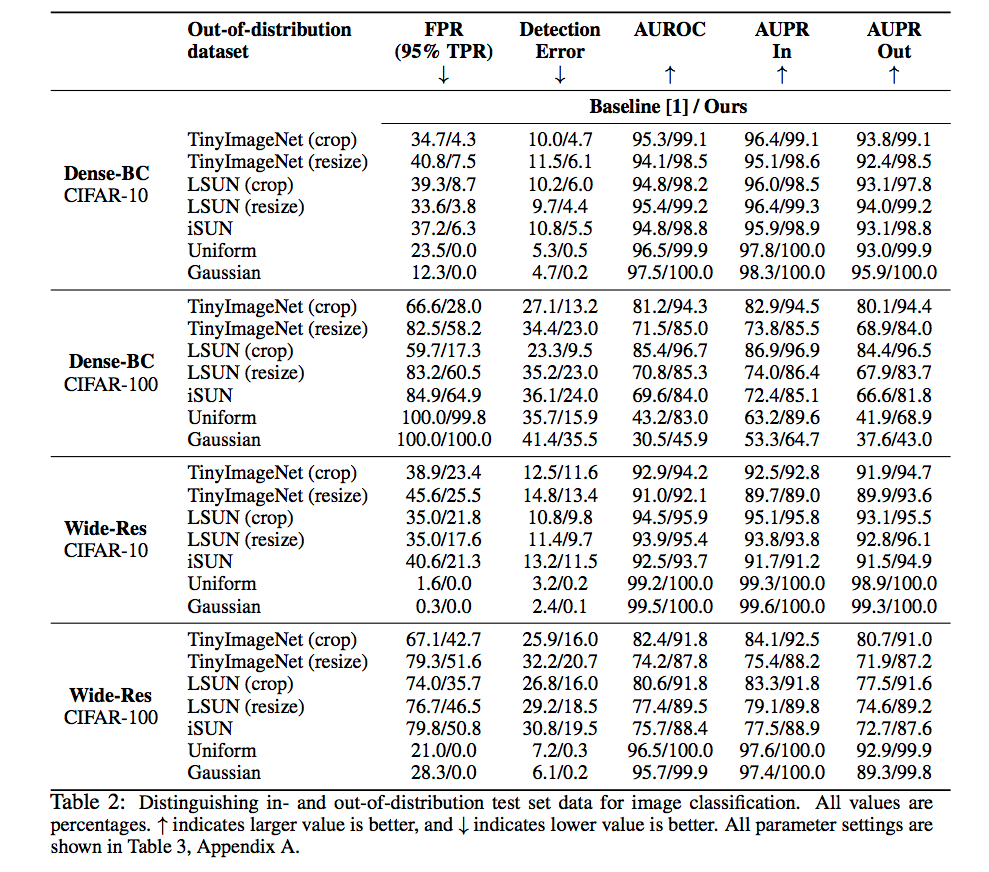 Out-of-distribution dataset FPR (95% TPR) ↓ Detection Error ↓ AUROC ↑ AUPR In ↑ AUPR Out ↑
Baseline [1] / Ours
Dense-BC CIFAR-10
TinyImageNet (crop) 34.7/4.3 10.0/4.7 95.3/99.1 96.4/99.1 93.8/99.1
TinyImageNet (resize) 40.8/7.5 11.5/6.1 94.1/98.5 95.1/98.6 92.4/98.5
LSUN (crop) 39.3/8.7 10.2/6.0 94.8/98.2 96.0/98.5 93.1/97.8
LSUN (resize) 33.6/3.8 9.7/4.4 95.4/99.2 96.4/99.3 94.0/99.2
iSUN 37.2/6.3 10.8/5.5 94.8/98.8 95.9/98.9 93.1/98.8
Uniform 23.5/0.0 5.3/0.5 96.5/99.9 97.8/100.0 93.0/99.9
Gaussian 12.3/0.0 4.7/0.2 97.5/100.0 98.3/100.0 95.9/100.0
Dense-BC CIFAR-100
TinyImageNet (crop) 66.6/28.0 27.1/13.2 81.2/94.3 82.9/94.5 80.1/94.4
TinyImageNet (resize) 82.5/58.2 34.4/23.0 71.5/85.0 73.8/85.5 68.9/84.0
LSUN (crop) 59.7/17.3 23.3/9.5 85.4/96.7 86.9/96.9 84.4/96.5
LSUN (resize) 83.2/60.5 35.2/23.0 70.8/85.3 74.0/86.4 67.9/83.7
iSUN 84.9/64.9 36.1/24.0 69.6/84.0 72.4/85.1 66.6/81.8
Uniform 100.0/99.8 35.7/15.9 43.2/83.0 63.2/89.6 41.9/68.9
Gaussian 100.0/100.0 41.4/35.5 30.5/45.9 53.3/64.7 37.6/43.0
Wide-Res CIFAR-10
TinyImageNet (crop) 38.9/23.4 12.5/11.6 92.9/94.2 92.5/92.8 91.9/94.7
TinyImageNet (resize) 45.6/25.5 14.8/13.4 91.0/92.1 89.7/89.0 89.9/93.6
LSUN (crop) 35.0/21.8 10.8/9.8 94.5/95.9 95.1/95.8 93.1/95.5
LSUN (resize) 35.0/17.6 11.4/9.7 93.9/95.4 93.8/93.8 92.8/96.1
iSUN 40.6/21.3 13.2/11.5 92.5/93.7 91.7/91.2 91.5/94.9
Uniform 1.6/0.0 3.2/0.2 99.2/100.0 99.3/100.0 98.9/100.0
Gaussian 0.3/0.0 2.4/0.1 99.5/100.0 99.6/100.0 99.3/100.0
Wide-Res CIFAR-100
TinyImageNet (crop) 67.1/42.7 25.9/16.0 82.4/91.8 84.1/92.5 80.7/91.0
TinyImageNet (resize) 79.3/51.6 32.2/20.7 74.2/87.8 75.4/88.2 71.9/87.2
LSUN (crop) 74.0/35.7 26.8/16.0 80.6/91.8 83.3/91.8 77.5/91.6
LSUN (resize) 76.7/46.5 29.2/18.5 77.4/89.5 79.1/89.8 74.6/89.2
iSUN 79.8/50.8 30.8/19.5 75.7/88.4 77.5/88.9 72.7/87.6
Uniform 21.0/0.0 7.2/0.3 96.5/100.0 97.6/100.0 92.9/99.9
Gaussian 28.3/0.0 6.1/0.2 95.7/99.9 97.4/100.0 89.3/99.8
Table 2: Distinguishing in- and out-of-distribution test set data for image classification. All values are
percentages. ↑ indicates larger value is better, and ↓ indicates lower value is better. All parameter settings are
shown in Table 3, Appendix A.